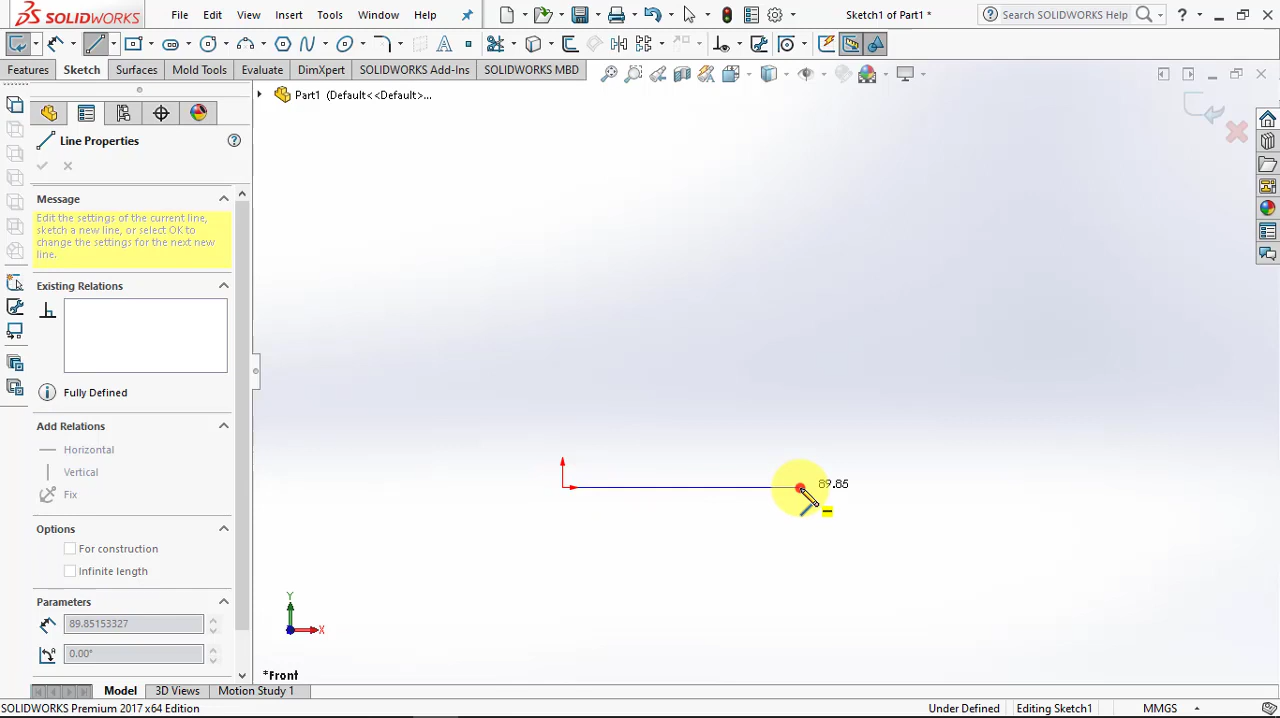 SOLIDWORKS File Edit View Insert Tools Window Help Sketch1 of Part1 * Search SOLIDWORKS Help ?
Features Sketch Surfaces Mold Tools Evaluate DimXpert SOLIDWORKS Add-Ins SOLIDWORKS MBD
Part1 (Default<<Default>...
Line Properties
Message
Edit the settings of the current line,
sketch a new line, or select OK to
change the settings for the next new
line.
Existing Relations
Fully Defined
Add Relations
Horizontal
Vertical
Fix
Options
For construction
Infinite length
Parameters
89.85153327
0.00°
89.85
Y
X
*Front
Model 3D Views Motion Study 1
SOLIDWORKS Premium 2017 x64 Edition Under Defined Editing Sketch1 MMGS